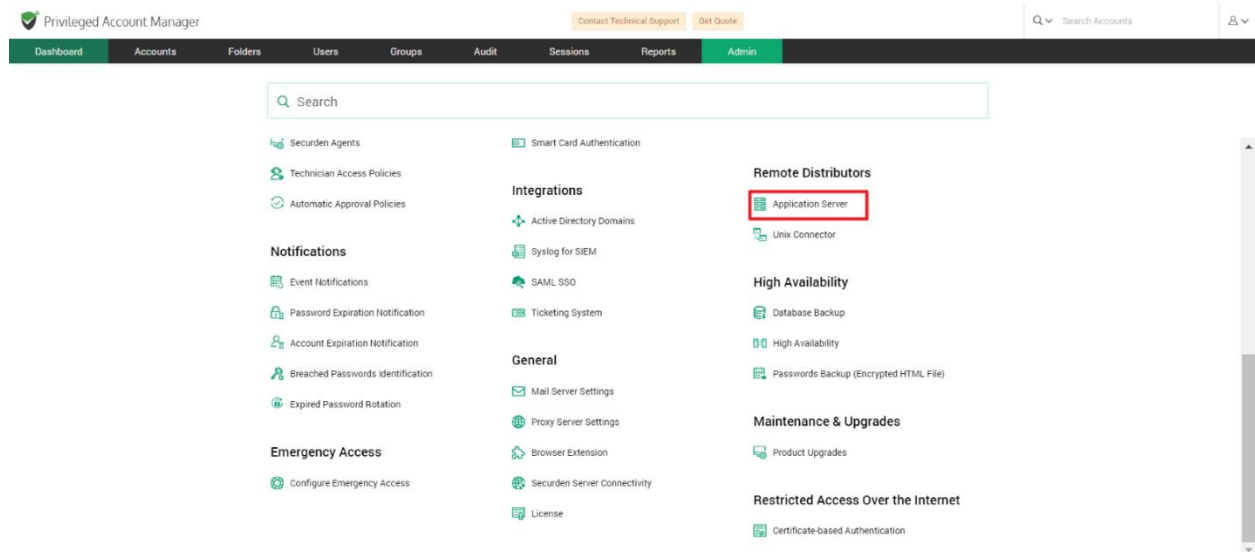 Privileged Account Manager
Contact Technical Support
Get Quote
Search Accounts
Dashboard
Accounts
Folders
Users
Groups
Audit
Sessions
Reports
Admin
Search
Securden Agents
Technician Access Policies
Automatic Approval Policies
Notifications
Event Notifications
Password Expiration Notification
Account Expiration Notification
Breached Passwords Identification
Expired Password Rotation
Emergency Access
Configure Emergency Access
Smart Card Authentication
Integrations
Active Directory Domains
Syslog for SIEM
SAML SSO
Ticketing System
General
Mail Server Settings
Proxy Server Settings
Browser Extension
Securden Server Connectivity
License
Remote Distributors
Application Server
Unix Connector
High Availability
Database Backup
High Availability
Passwords Backup (Encrypted HTML File)
Maintenance & Upgrades
Product Upgrades
Restricted Access Over the Internet
Certificate-based Authentication